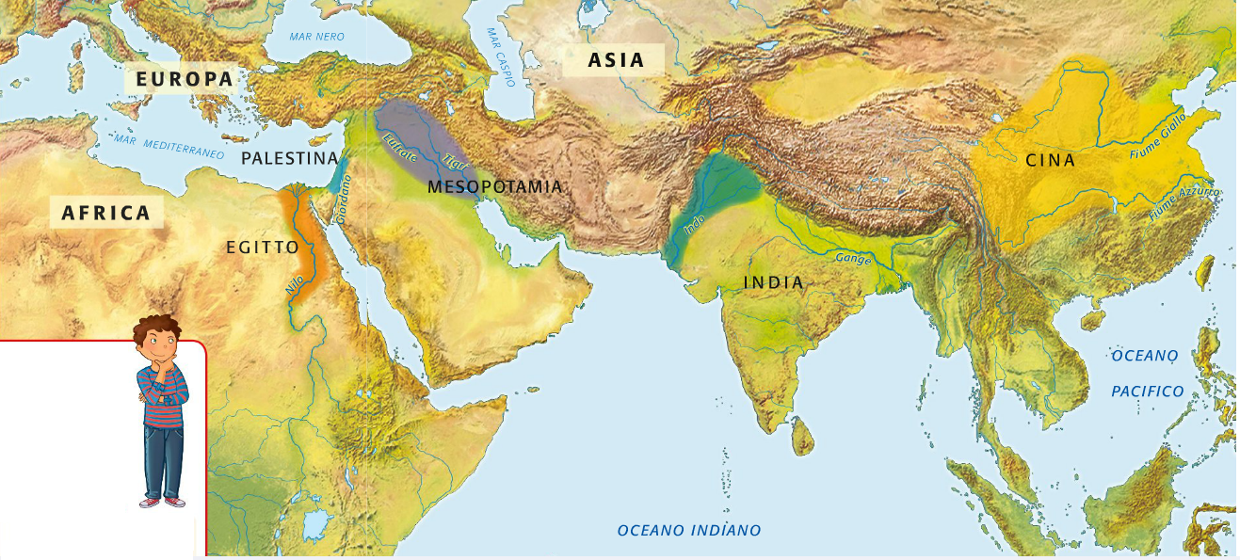 MAR NERO
MAR CASPIO
ASIA
EUROPA
MAR MEDITERRANEO
PALESTINA
Eufrate
Tigri
MESOPOTAMIA
Giordano
AFRICA
EGITTO
Nilo
Indo
INDIA
Gange
CINA
Fiume Giallo
Fiume Azzurro
OCEANO
PACIFICO
OCEANO INDIANO